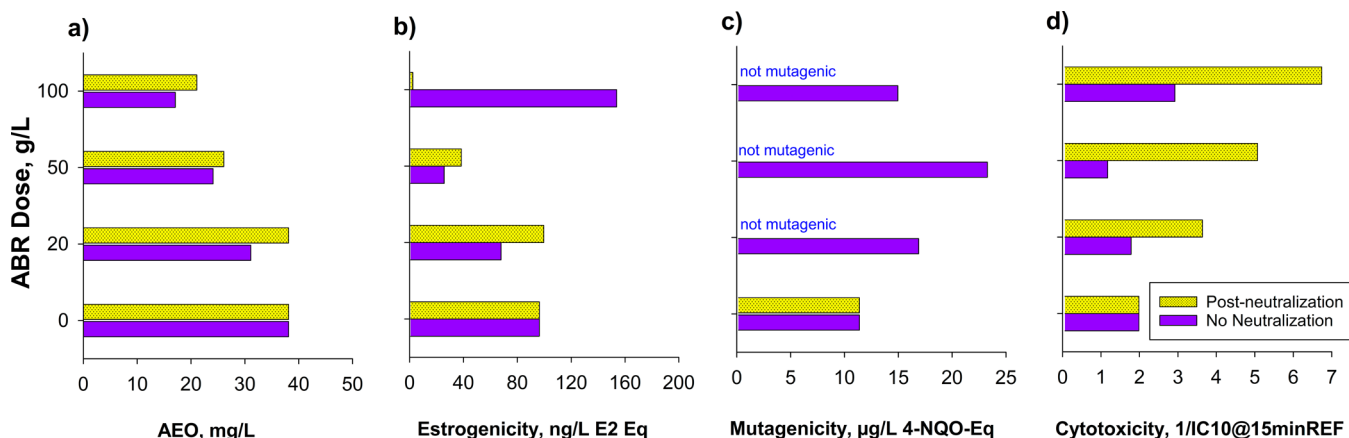 a)
b)
c)
d)
ABR Dose, g/L
100
50
20
0
not mutagenic
not mutagenic
not mutagenic
Post-neutralization
No Neutralization
0 10 20 30 40 50
0 40 80 120 160 200
0 5 10 15 20 25
0 1 2 3 4 5 6 7
AEO, mg/L
Estrogenicity, ng/L E2 Eq
Mutagenicity, µg/L 4-NQO-Eq
Cytotoxicity, 1/IC10@15minREF